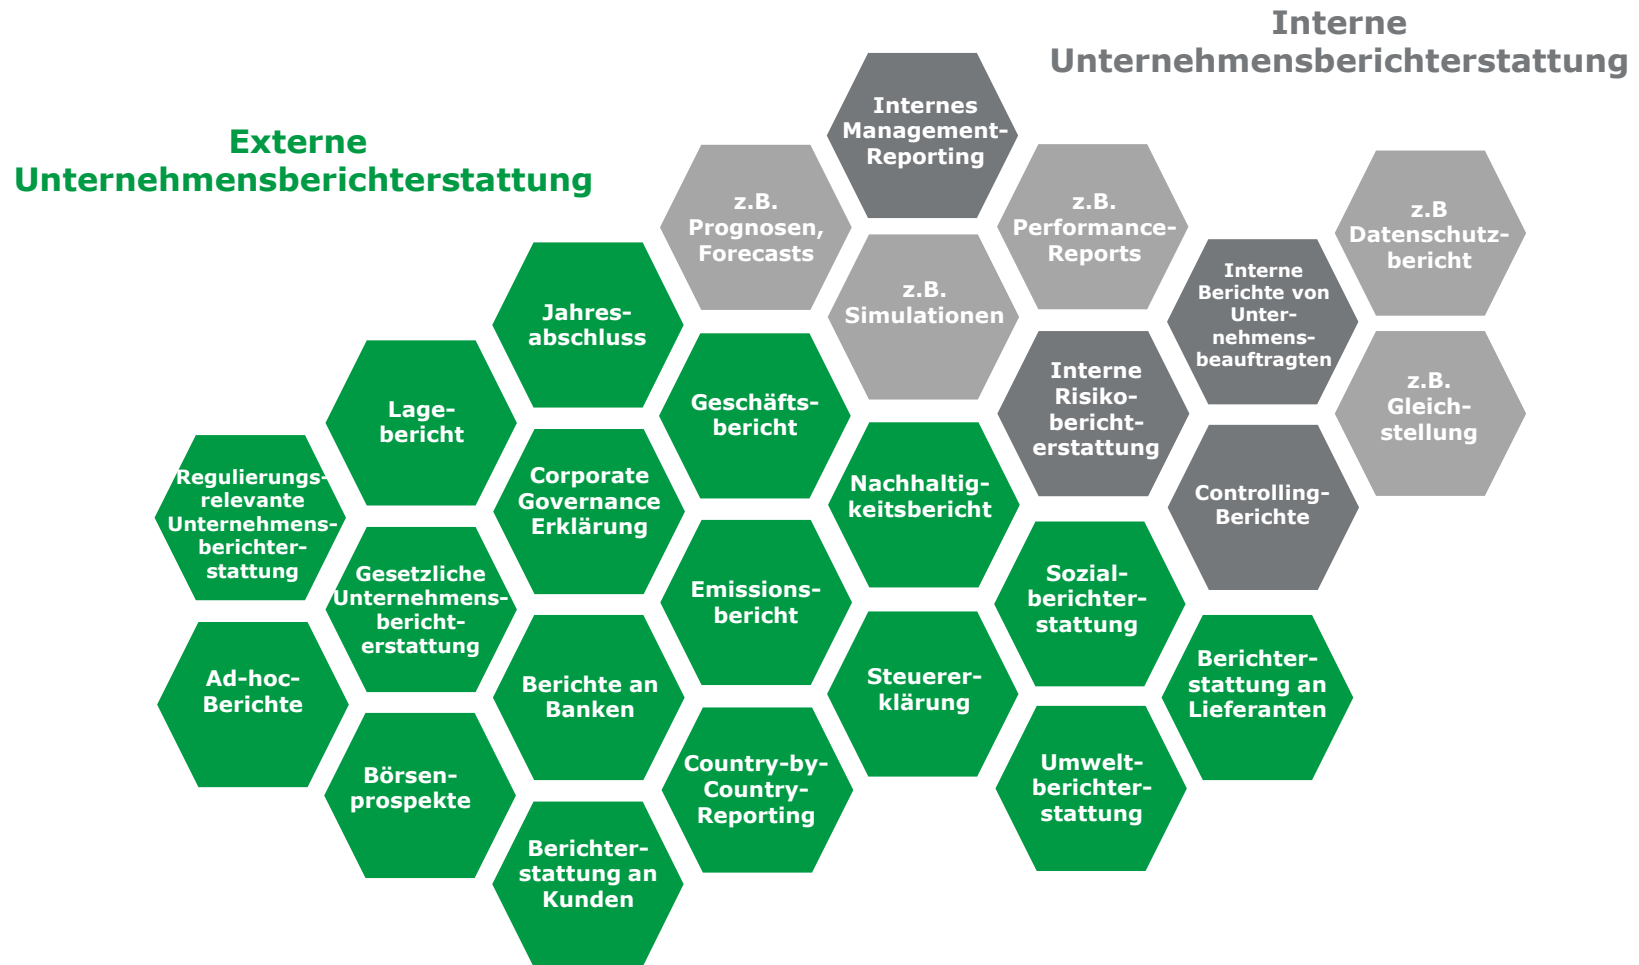 Interne
Unternehmensberichterstattung
Externe
Unternehmensberichterstattung
Internes
Management-
Reporting
z.B.
Prognosen,
Forecasts
z.B.
Performance-
Reports
z.B
Datenschutz-
bericht
Jahres-
abschluss
z.B.
Simulationen
Interne
Berichte von
Unter-
nehmens-
beauftragten
Lage-
bericht
Geschäfts-
bericht
Interne
Risiko-
bericht-
erstattung
z.B.
Gleich-
stellung
Regulierungs-
relevante
Unternehmens-
berichter-
stattung
Corporate
Governance
Erklärung
Nachhaltig-
keitsbericht
Controlling-
Berichte
Gesetzliche
Unternehmens-
bericht-
erstattung
Emissions-
bericht
Sozial-
berichter-
stattung
Ad-hoc-
Berichte
Berichte an
Banken
Steuerer-
klärung
Berichter-
stattung an
Lieferanten
Börsen-
prospekte
Country-by-
Country-
Reporting
Umwelt-
berichter-
stattung
Berichter-
stattung an
Kunden